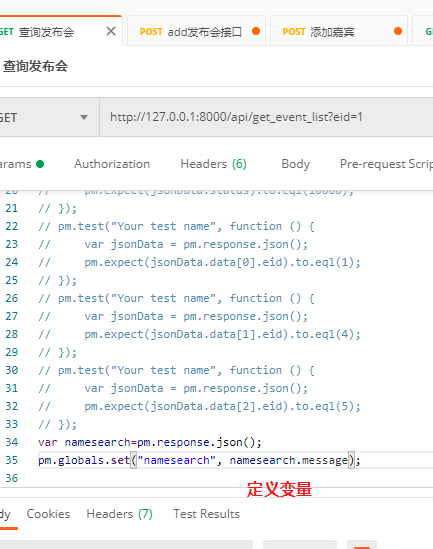 GET 查询发布会
POST add发布会接口
POST 添加嘉宾
查询发布会
GET http://127.0.0.1:8000/api/get_event_list?eid=1
Authorization Headers (6) Body
20 // pm.expect(jsonData.status).to.eql(10000);
21 // });
22 // pm.test("Your test name", function () {
23 // var jsonData = pm.response.json();
24 // pm.expect(jsonData.data[0].eid).to.eql(1);
25 // });
26 // pm.test("Your test name", function () {
27 // var jsonData = pm.response.json();
28 // pm.expect(jsonData.data[1].eid).to.eql(4);
29 // });
30 // pm.test("Your test name", function () {
31 // var jsonData = pm.response.json();
32 // pm.expect(jsonData.data[2].eid).to.eql(5);
33 // });
34 var namesearch=pm.response.json();
35 pm.globals.set("namesearch", namesearch.message);
36
定义变量
Cookies Headers (7) Test Results